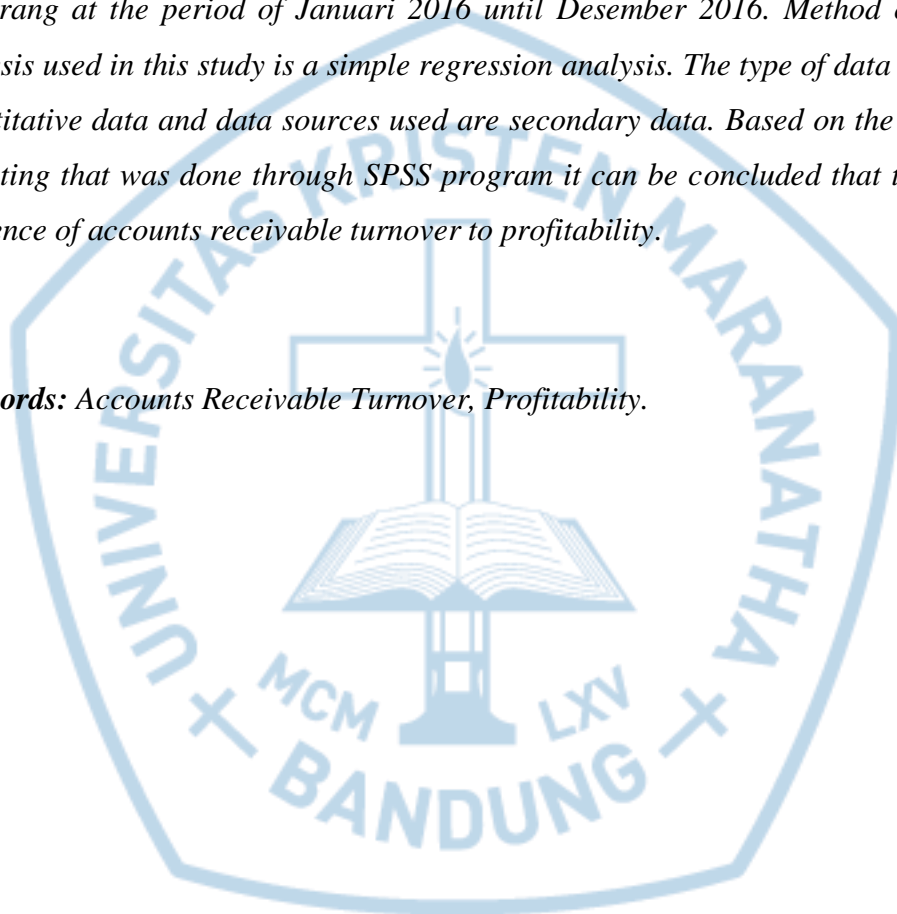 rang at the period of Januari 2016 until Desember 2016. Method
sis used in this study is a simple regression analysis. The type of data
titative data and data sources used are secondary data. Based on the
ting that was done through SPSS program it can be concluded that
ence of accounts receivable turnover to profitability.
ords: Accounts Receivable Turnover, Profitability.
UNIVERSITAS KRISTEN MARANATHA
MCM LXV
BANDUNG